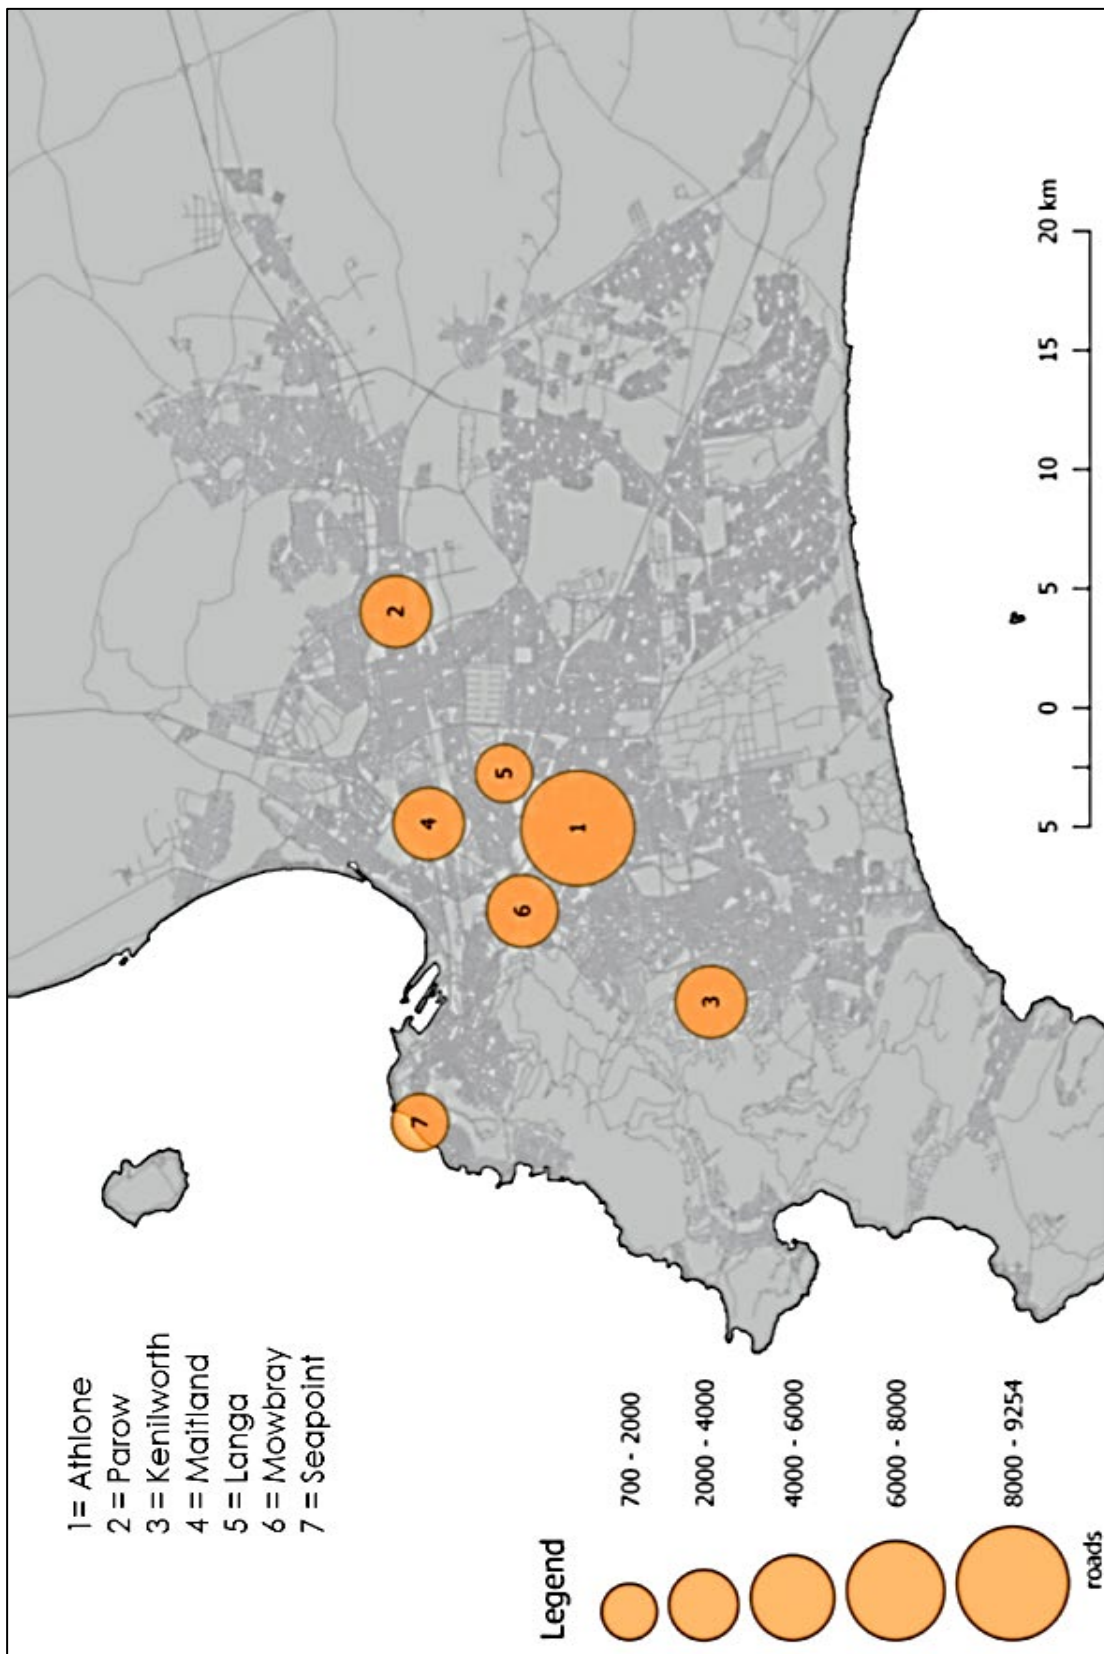 1= Athlone
2 = Parow
3 = Kenilworth
4 = Maitland
5 = Langa
6 = Mowbray
7 = Seapoint
7
6
4
5
1
3
2
Legend
700 - 2000
2000 - 4000
4000 - 6000
6000 - 8000
8000 - 9254
roads
5
0
5
10
15
20 km